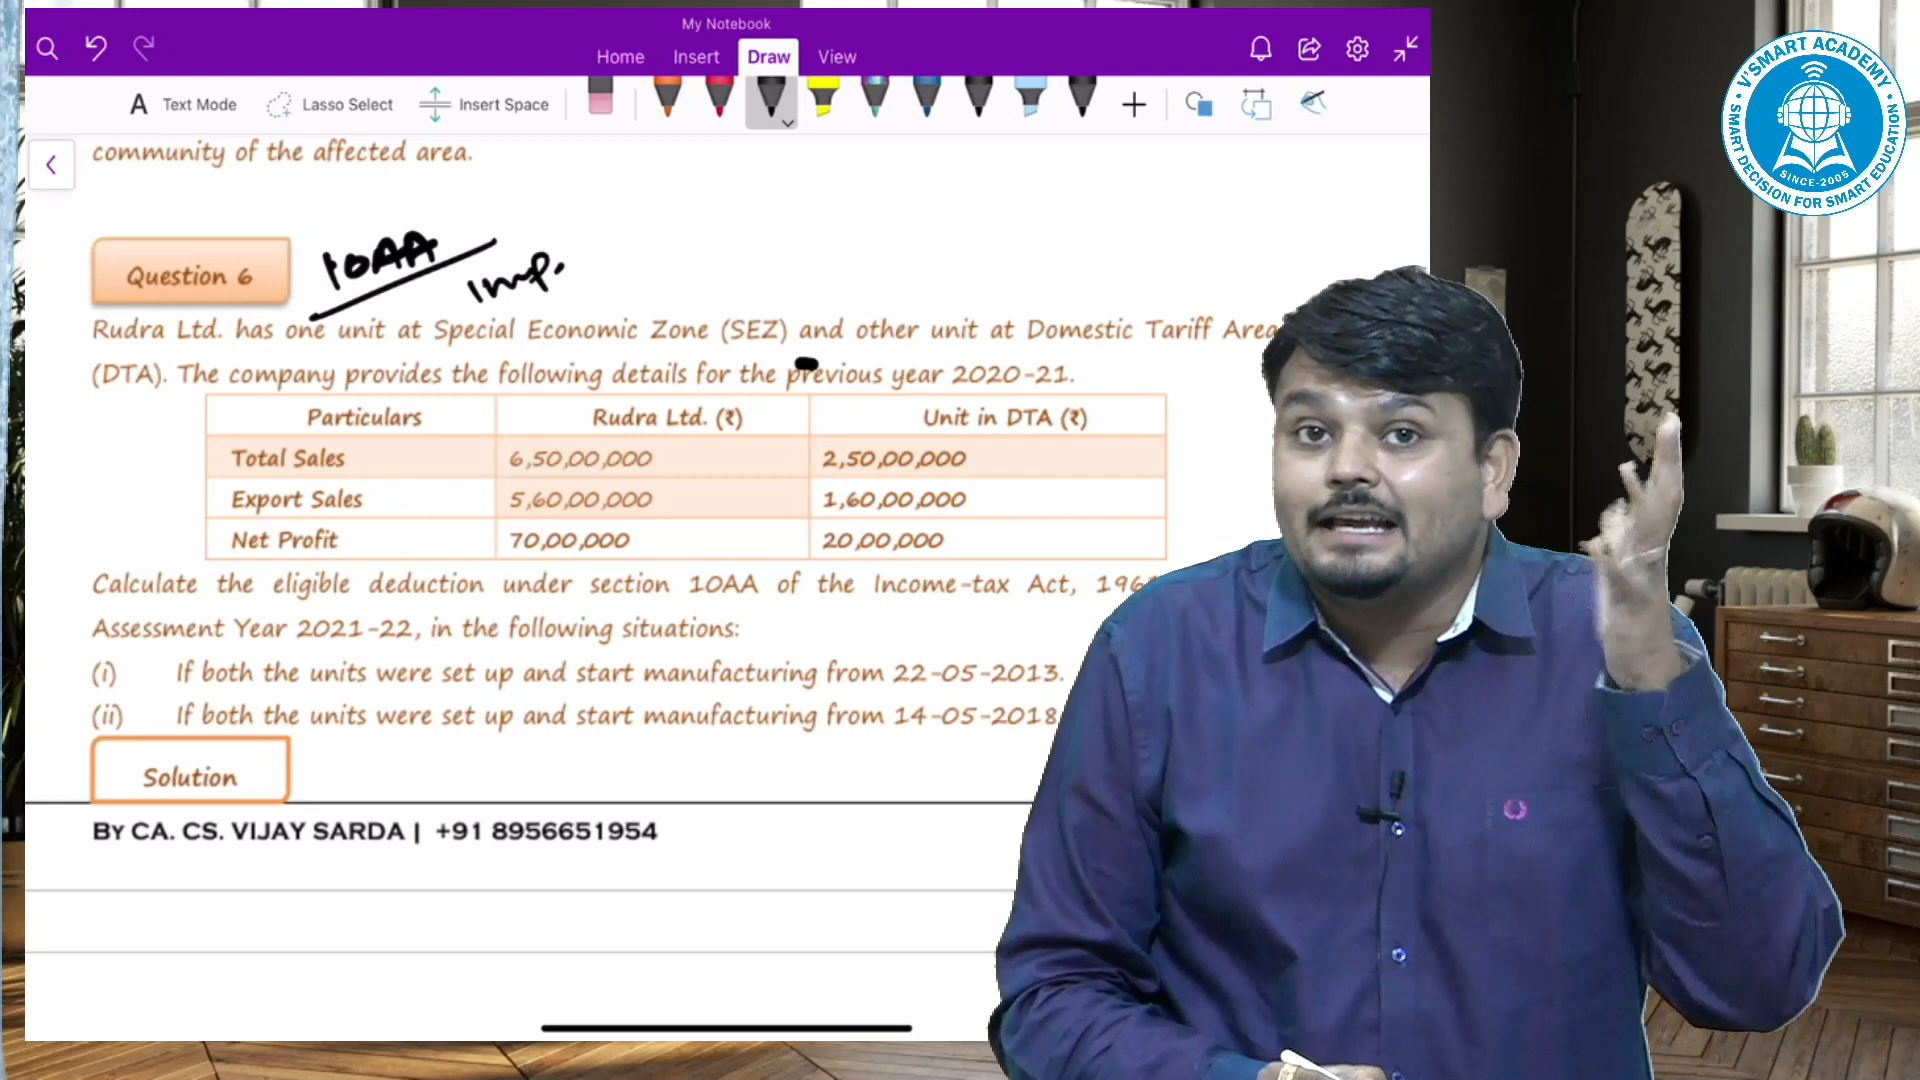 My Notebook
Home Insert Draw View
A Text Mode Lasso Select Insert Space
community of the affected area.
Question 6
10AA
Imp.
Rudra Ltd. has one unit at Special Economic Zone (SEZ) and other unit at Domestic Tariff Area
(DTA). The company provides the following details for the previous year 2020-21.
Particulars Rudra Ltd. (₹) Unit in DTA (₹)
Total Sales 6,50,00,000 2,50,00,000
Export Sales 5,60,00,000 1,60,00,000
Net Profit 70,00,000 20,00,000
Calculate the eligible deduction under section 10AA of the Income-tax Act, 196
Assessment Year 2021-22, in the following situations:
(i) If both the units were set up and start manufacturing from 22-05-2013.
(ii) If both the units were set up and start manufacturing from 14-05-2018
Solution
BY CA. CS. VIJAY SARDA | +91 8956651954
V'SMART ACADEMY
SMART DECISION FOR SMART EDUCATION
SINCE-2005